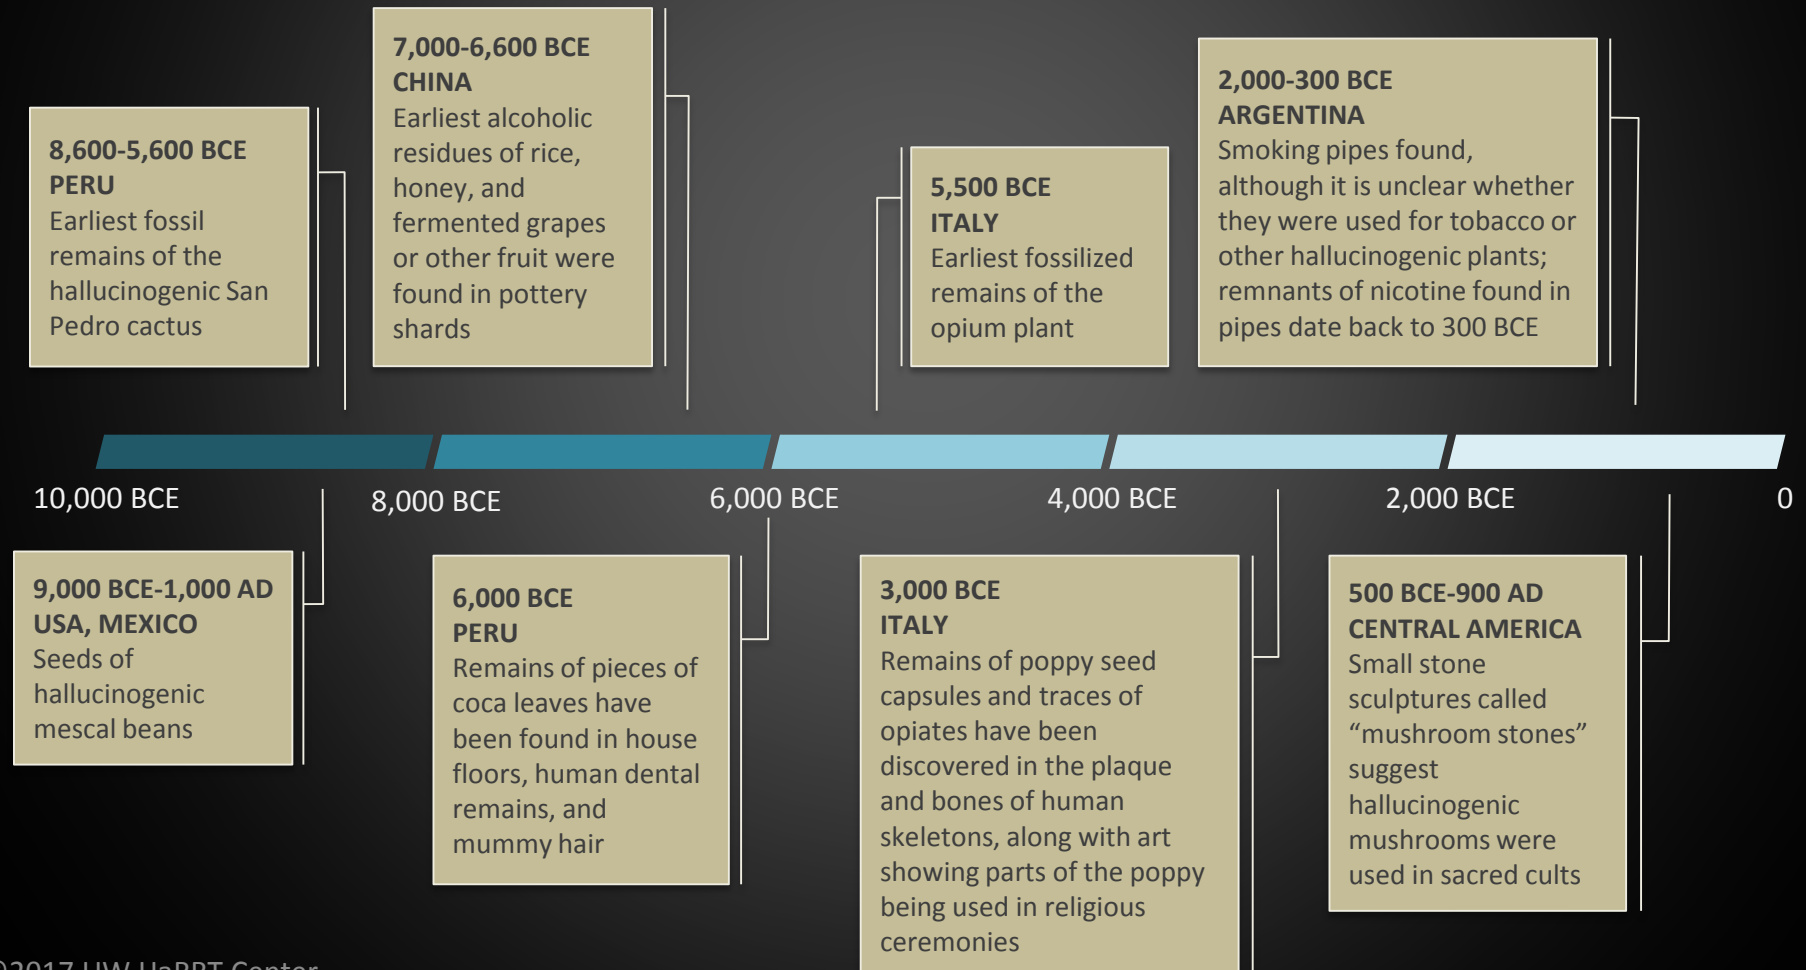 8,600-5,600 BCE
PERU
Earliest fossil
remains of the
hallucinogenic San
Pedro cactus
7,000-6,600 BCE
CHINA
Earliest alcoholic
residues of rice,
honey, and
fermented grapes
or other fruit were
found in pottery
shards
5,500 BCE
ITALY
Earliest fossilized
remains of the
opium plant
2,000-300 BCE
ARGENTINA
Smoking pipes found,
although it is unclear whether
they were used for tobacco or
other hallucinogenic plants;
remnants of nicotine found in
pipes date back to 300 BCE
10,000 BCE
8,000 BCE
6,000 BCE
4,000 BCE
2,000 BCE
0
9,000 BCE-1,000 AD
USA, MEXICO
Seeds of
hallucinogenic
mescal beans
6,000 BCE
PERU
Remains of pieces of
coca leaves have
been found in house
floors, human dental
remains, and
mummy hair
3,000 BCE
ITALY
Remains of poppy seed
capsules and traces of
opiates have been
discovered in the plaque
and bones of human
skeletons, along with art
showing parts of the poppy
being used in religious
ceremonies
500 BCE-900 AD
CENTRAL AMERICA
Small stone
sculptures called
“mushroom stones”
suggest
hallucinogenic
mushrooms were
used in sacred cults
2017 UW HaRRT Center